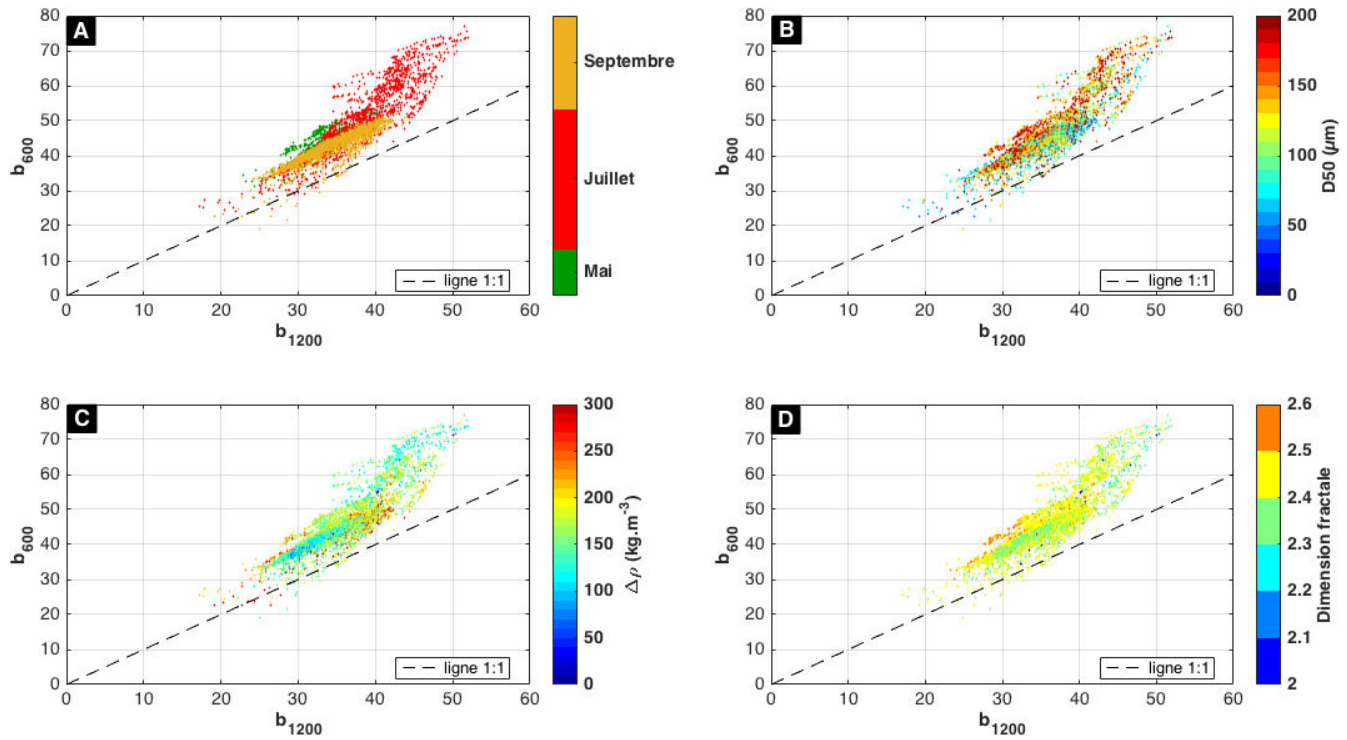 A
80
70
60
50
40
30
20
10
0
b600
0 10 20 30 40 50 60
b1200
ligne 1:1
Septembre
Juillet
Mai
B
80
70
60
50
40
30
20
10
0
b600
0 10 20 30 40 50 60
b1200
ligne 1:1
200
150
100
50
0
D50 (µm)
C
80
70
60
50
40
30
20
10
0
b600
0 10 20 30 40 50 60
b1200
ligne 1:1
300
250
200
150
100
50
0
Δρ (kg.m⁻³)
D
80
70
60
50
40
30
20
10
0
b600
0 10 20 30 40 50 60
b1200
ligne 1:1
2.6
2.5
2.4
2.3
2.2
2.1
2
Dimension fractale